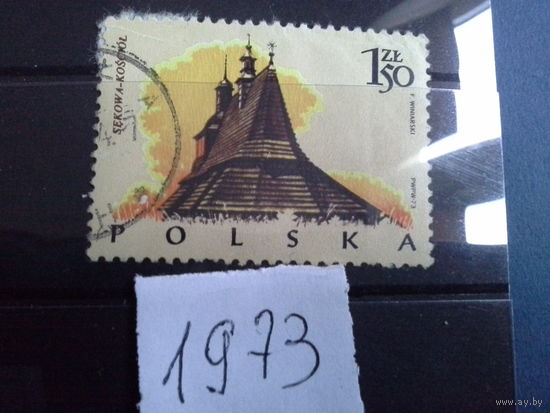 SĘKOWA-KOŚCIÓŁ
1 ZŁ
50
F. WINIARSKI
PWPW-73
POLSKA
1973
www.ay.by